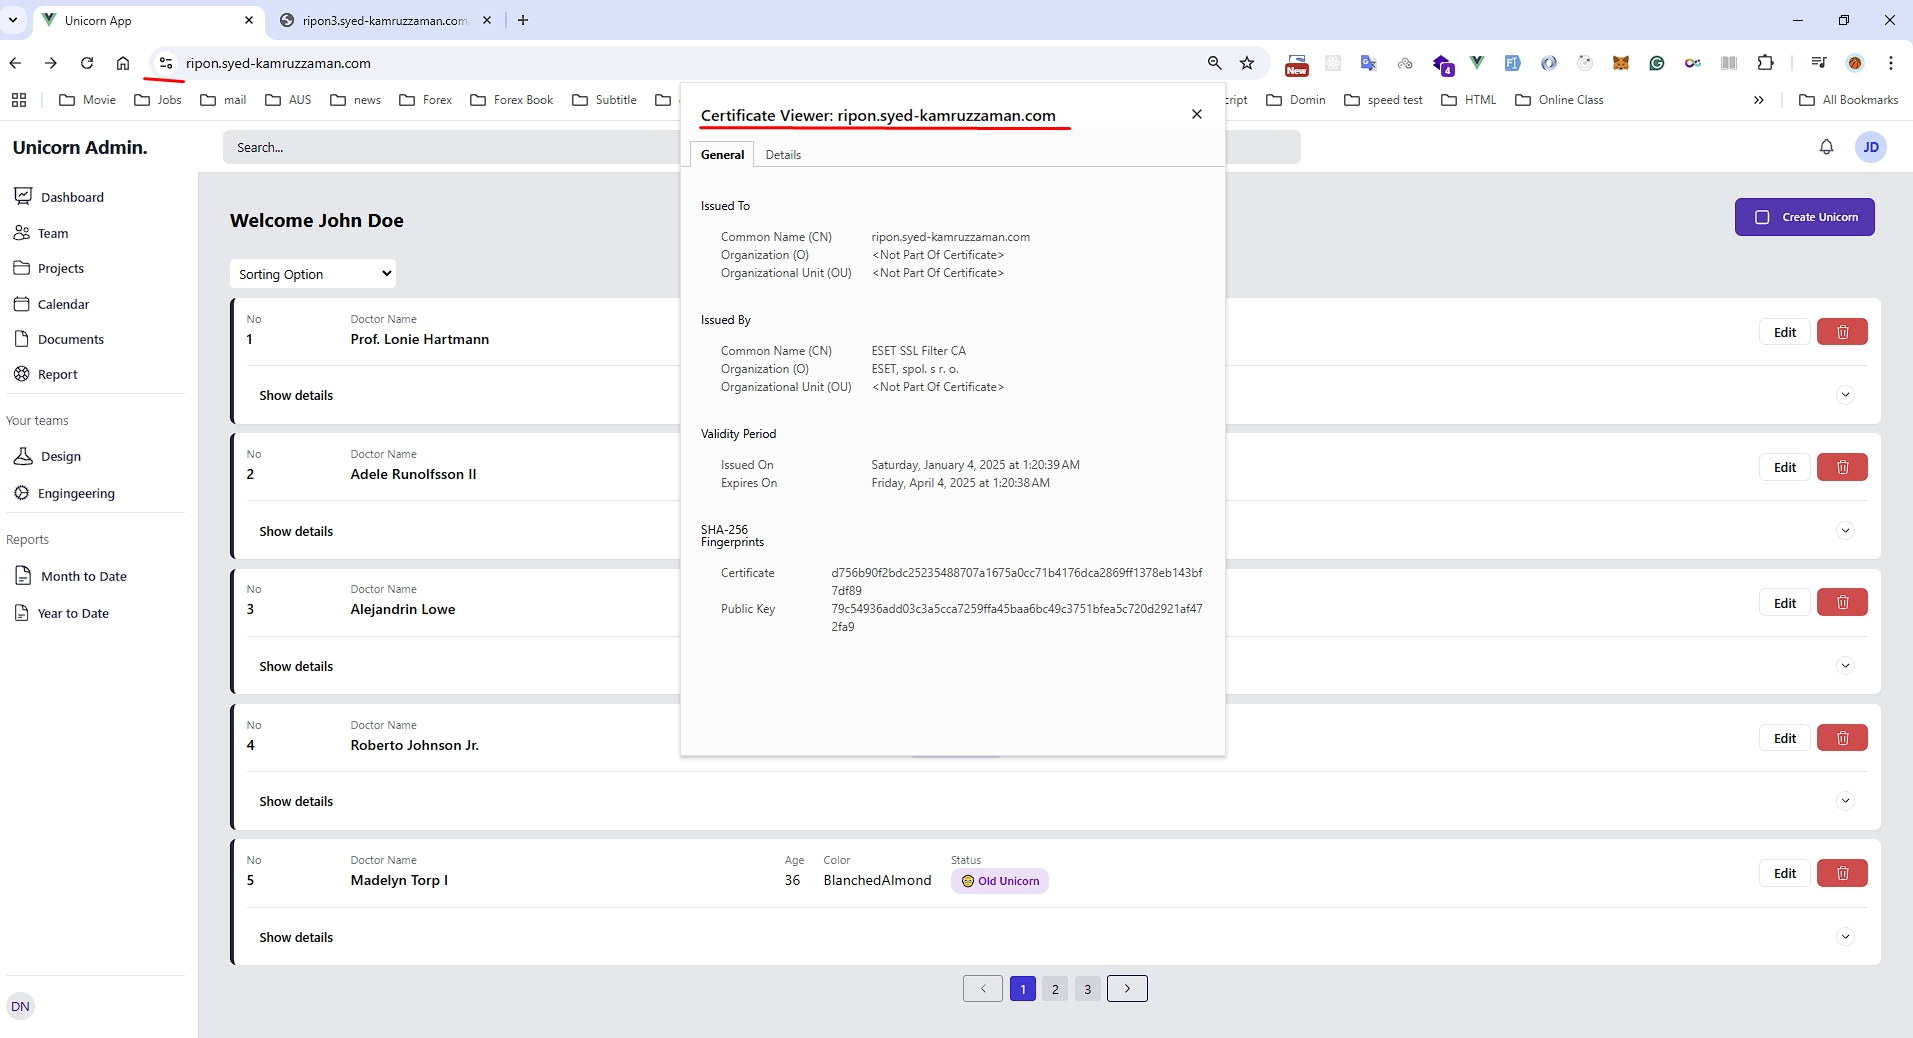 Unicorn App
ripon3.syed-kamruzzaman.com
ripon.syed-kamruzzaman.com
New
4
Movie
Jobs
mail
AUS
news
Forex
Forex Book
Subtitle
cript
Domin
speed test
HTML
Online Class
All Bookmarks
Unicorn Admin.
Search...
JD
Dashboard
Team
Projects
Calendar
Documents
Report
Your teams
Design
Engingeering
Reports
Month to Date
Year to Date
DN
Welcome John Doe
Create Unicorn
Sorting Option
No Doctor Name
1 Prof. Lonie Hartmann
Edit
Show details
No Doctor Name
2 Adele Runolfsson II
Edit
Show details
No Doctor Name
3 Alejandrin Lowe
Edit
Show details
No Doctor Name
4 Roberto Johnson Jr.
Edit
Show details
No Doctor Name Age Color Status
5 Madelyn Torp I 36 BlanchedAlmond Old Unicorn
Edit
Show details
1 2 3
Certificate Viewer: ripon.syed-kamruzzaman.com
General Details
Issued To
Common Name (CN) ripon.syed-kamruzzaman.com
Organization (O) <Not Part Of Certificate>
Organizational Unit (OU) <Not Part Of Certificate>
Issued By
Common Name (CN) ESET SSL Filter CA
Organization (O) ESET, spol. s r. o.
Organizational Unit (OU) <Not Part Of Certificate>
Validity Period
Issued On Saturday, January 4, 2025 at 1:20:39 AM
Expires On Friday, April 4, 2025 at 1:20:38 AM
SHA-256
Fingerprints
Certificate d756b90f2bdc25235488707a1675a0cc71b4176dca2869ff1378eb143bf
7df89
Public Key 79c54936add03c3a5cca7259ffa45baa6bc49c3751bfea5c720d2921af47
2fa9